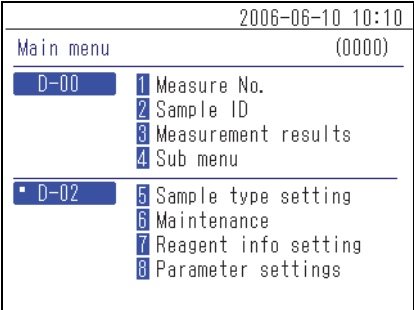 2006-06-10 10:10
Main menu (0000)
D-00
1 Measure No.
2 Sample ID
3 Measurement results
4 Sub menu
D-02
5 Sample type setting
6 Maintenance
7 Reagent info setting
8 Parameter settings